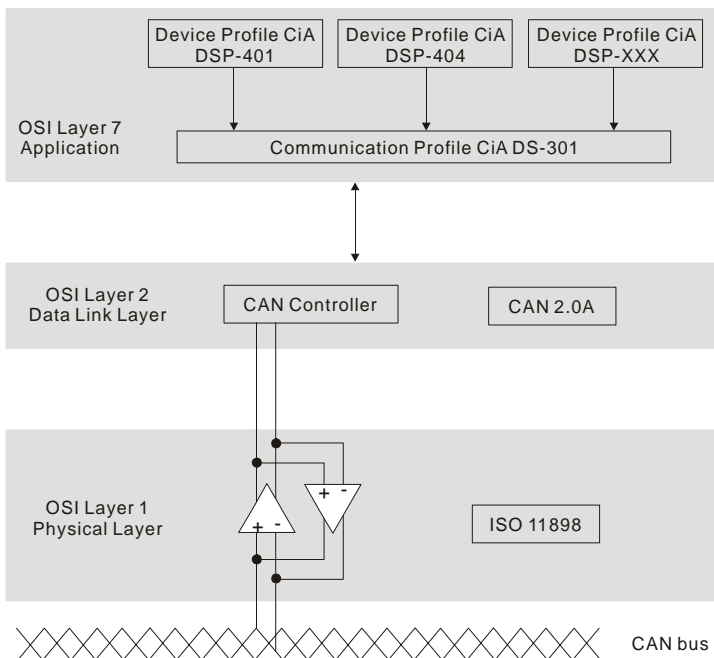 Device Profile CiA
DSP-401
Device Profile CiA
DSP-404
Device Profile CiA
DSP-XXX
OSI Layer 7
Application
Communication Profile CiA DS-301
OSI Layer 2
Data Link Layer
CAN Controller
CAN 2.0A
OSI Layer 1
Physical Layer
+ -
+ -
ISO 11898
CAN bus